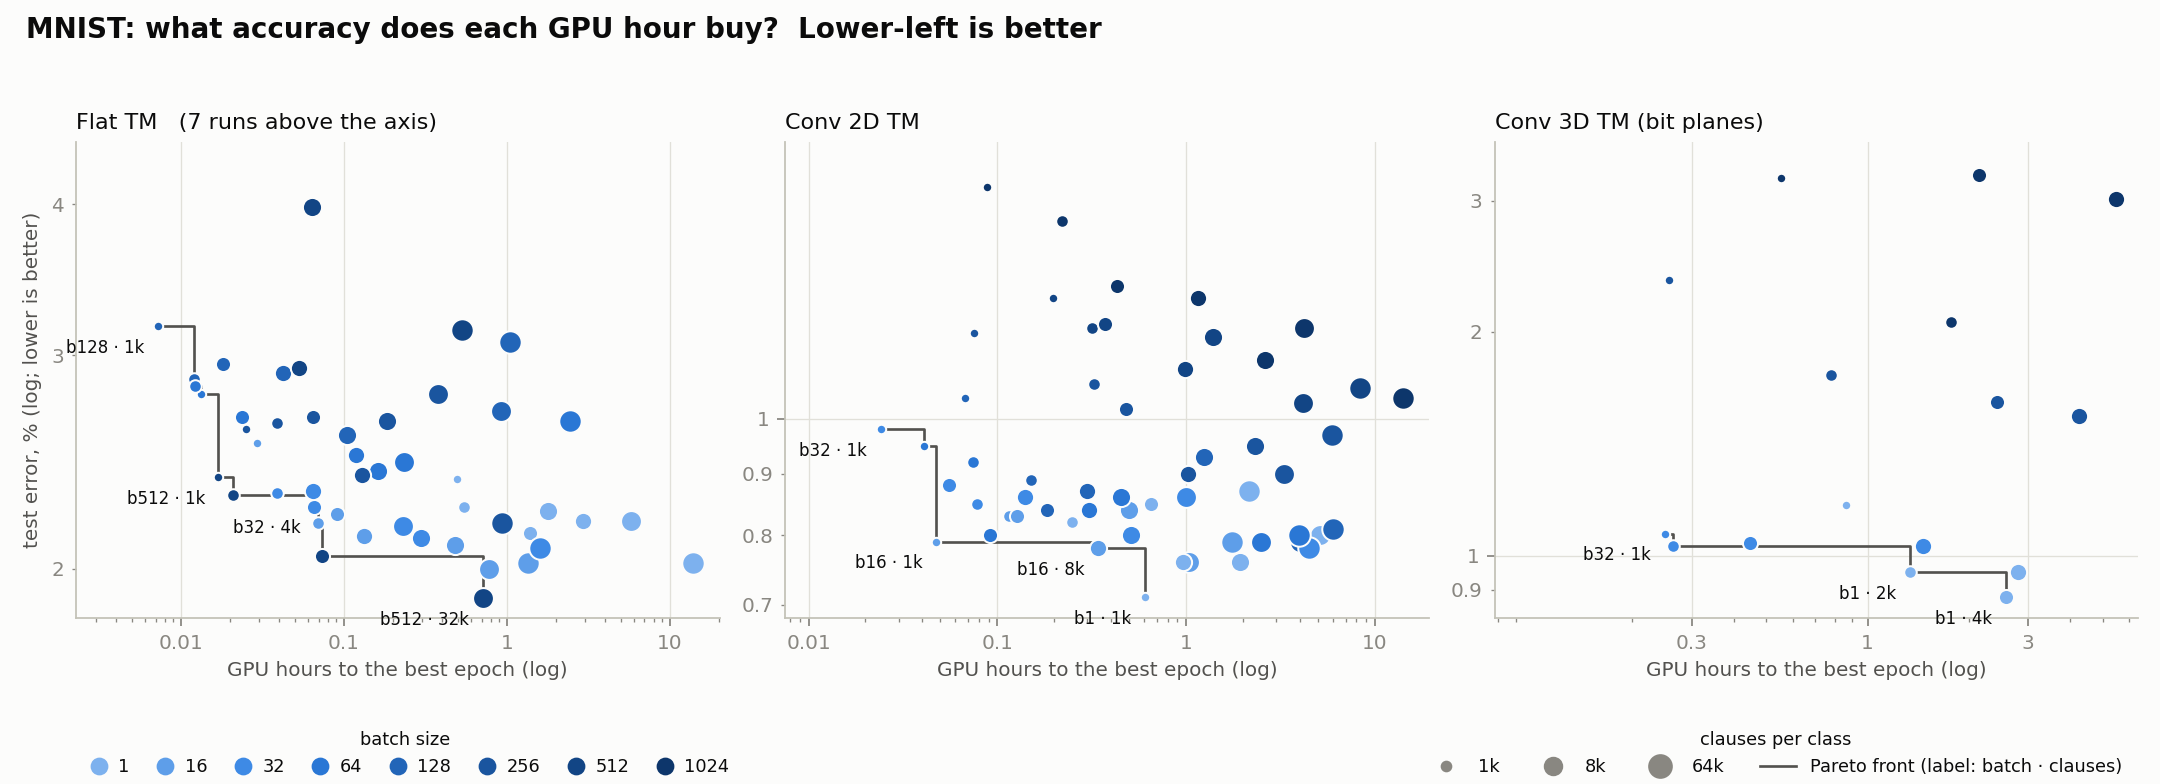 MNIST: what accuracy does each GPU hour buy?  Lower-left is better
Flat TM   (7 runs above the axis)
test error, % (log; lower is better)
4
3
2
b128 · 1k
b512 · 1k
b32 · 4k
b512 · 32k
0.01
0.1
1
10
GPU hours to the best epoch (log)
Conv 2D TM
1
0.9
0.8
0.7
b32 · 1k
b16 · 1k
b16 · 8k
b1 · 1k
0.01
0.1
1
10
GPU hours to the best epoch (log)
Conv 3D TM (bit planes)
3
2
1
0.9
b32 · 1k
b1 · 2k
b1 · 4k
0.3
1
3
GPU hours to the best epoch (log)
batch size
1 16 32 64 128 256 512 1024
clauses per class
1k 8k 64k Pareto front (label: batch · clauses)